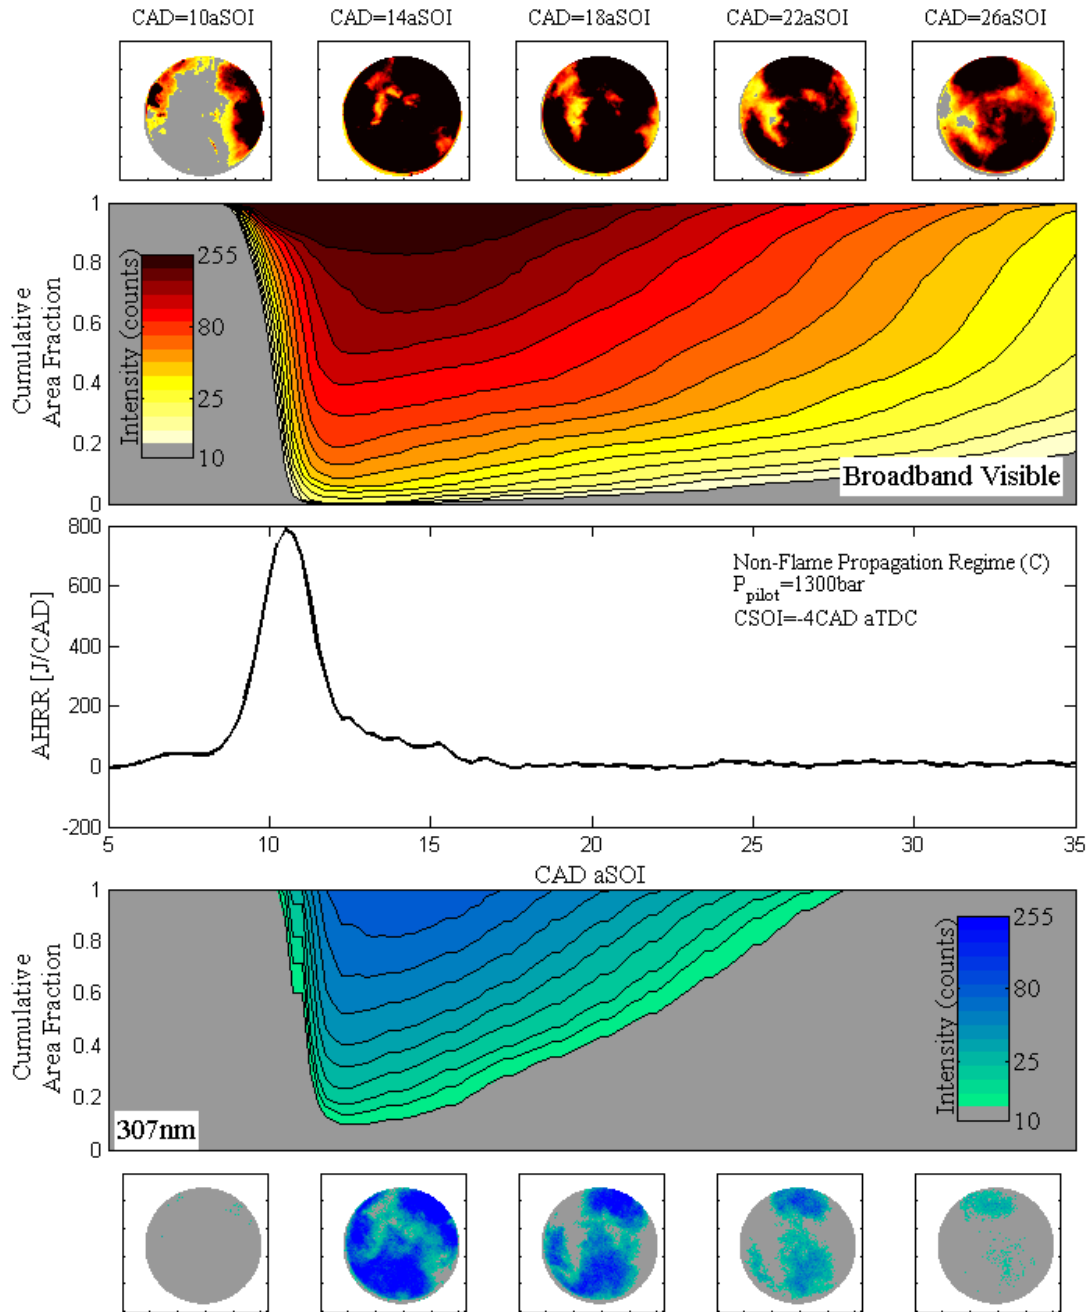 CAD=10aSOI CAD=14aSOI CAD=18aSOI CAD=22aSOI CAD=26aSOI
1
0.8
0.6
0.4
0.2
0
Cumulative
Area Fraction
Intensity (counts)
255
80
25
10
Broadband Visible
800
600
400
200
0
-200
AHRR [J/CAD]
Non-Flame Propagation Regime (C)
P_pilot=1300bar
CSOI=-4CAD aTDC
5 10 15 20 25 30 35
CAD aSOI
1
0.8
0.6
0.4
0.2
0
Cumulative
Area Fraction
307nm
Intensity (counts)
255
80
25
10